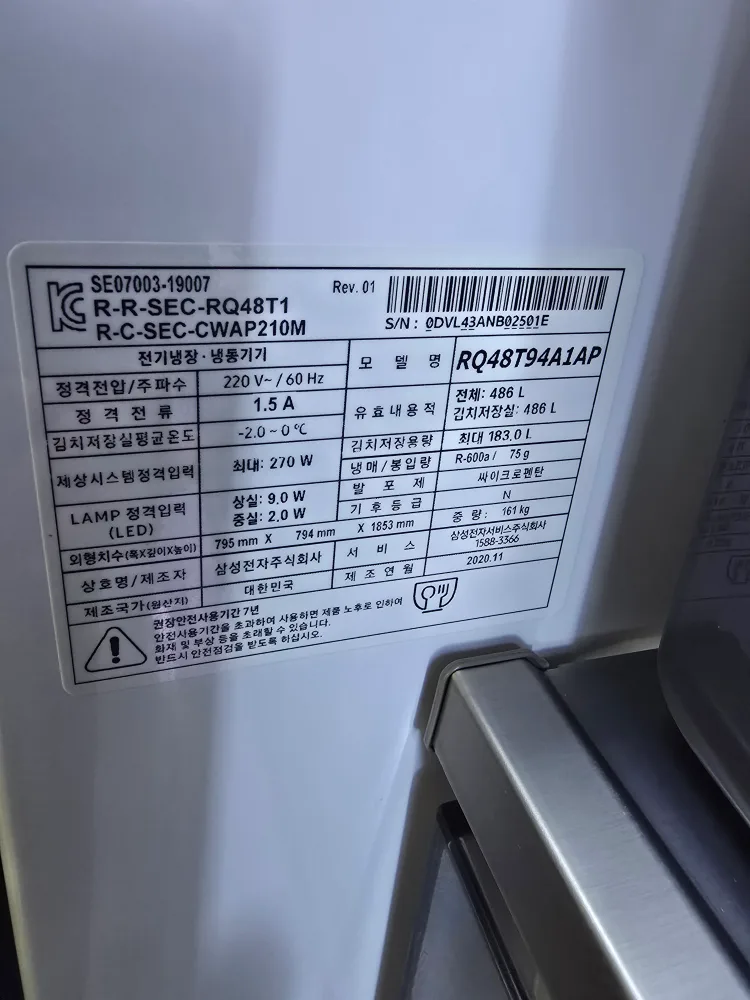 SE07003-19007
R-R-SEC-RQ48T1
R-C-SEC-CWAP210M
Rev. 01
S/N : 0DVL43ANB02501E
전기냉장·냉동기기
정격전압/주파수 220 V~ / 60 Hz
정격전류 1.5 A
김치저장실평균온도 -2.0 ~ 0 ℃
제상시스템정격입력 최대: 270 W
LAMP 정격입력 (LED) 상실: 9.0 W
중실: 2.0 W
외형치수(폭X깊이X높이) 795 mm X 794 mm X 1853 mm
상호명/제조자 삼성전자주식회사
제조국가(원산지) 대한민국
모델명 RQ48T94A1AP
유효내용적 전체: 486 L
김치저장실: 486 L
김치저장용량 최대 183.0 L
냉매/봉입량 R-600a / 75 g
발포제 싸이크로펜탄
기후등급 N
중량: 161 kg
서비스 삼성전자서비스주식회사
1588-3366
제조연월 2020.11
권장안전사용기간 7년
안전사용기간을 초과하여 사용하면 제품 노후로 인하여
화재 및 부상 등을 초래할 수 있습니다.
반드시 안전점검을 받도록 하십시오.